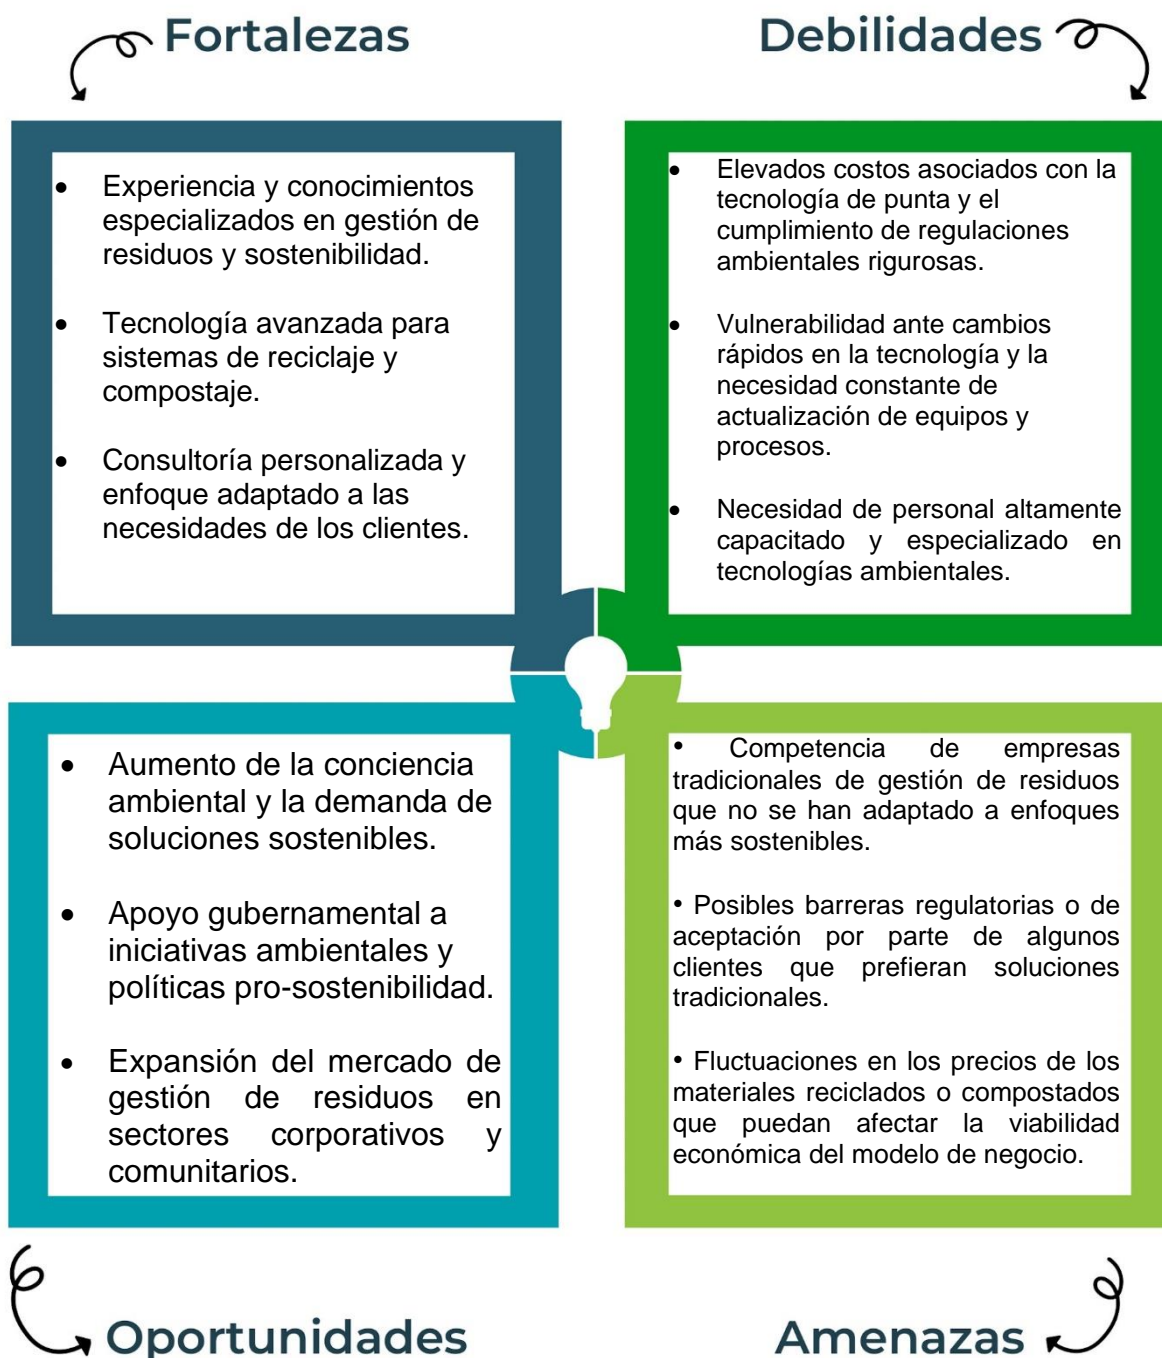 Fortalezas
• Experiencia y conocimientos
especializados en gestión de
residuos y sostenibilidad.
• Tecnología avanzada para
sistemas de reciclaje y
compostaje.
• Consultoría personalizada y
enfoque adaptado a las
necesidades de los clientes.
Debilidades
• Elevados costos asociados con la
tecnología de punta y el
cumplimiento de regulaciones
ambientales rigurosas.
• Vulnerabilidad ante cambios
rápidos en la tecnología y la
necesidad constante de
actualización de equipos y
procesos.
• Necesidad de personal altamente
capacitado y especializado en
tecnologías ambientales.
• Aumento de la conciencia
ambiental y la demanda de
soluciones sostenibles.
• Apoyo gubernamental a
iniciativas ambientales y
políticas pro-sostenibilidad.
• Expansión del mercado de
gestión de residuos en
sectores corporativos y
comunitarios.
Oportunidades
• Competencia de empresas
tradicionales de gestión de residuos
que no se han adaptado a enfoques
más sostenibles.
• Posibles barreras regulatorias o de
aceptación por parte de algunos
clientes que prefieran soluciones
tradicionales.
• Fluctuaciones en los precios de los
materiales reciclados o compostados
que puedan afectar la viabilidad
económica del modelo de negocio.
Amenazas